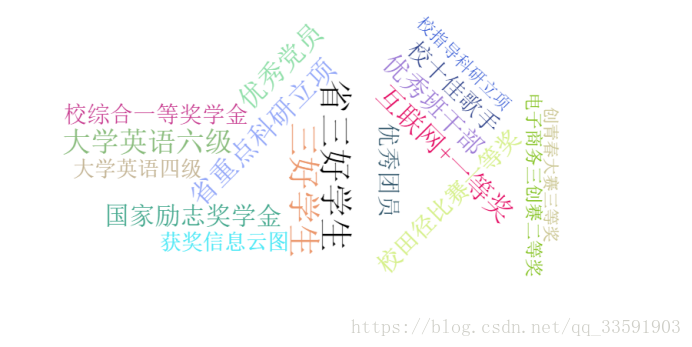 校综合一等奖学金
大学英语六级
大学英语四级
国家励志奖学金
获奖信息云图
优秀党员
省重点科研立项
三好学生
省三好学生
校指导科研立项
校十佳歌手
优秀班干部
互联网+一等奖
优秀团员
校田径比赛二等奖
电子商务三创赛二等奖
创青春大赛三等奖
https://blog.csdn.net/qq_33591903